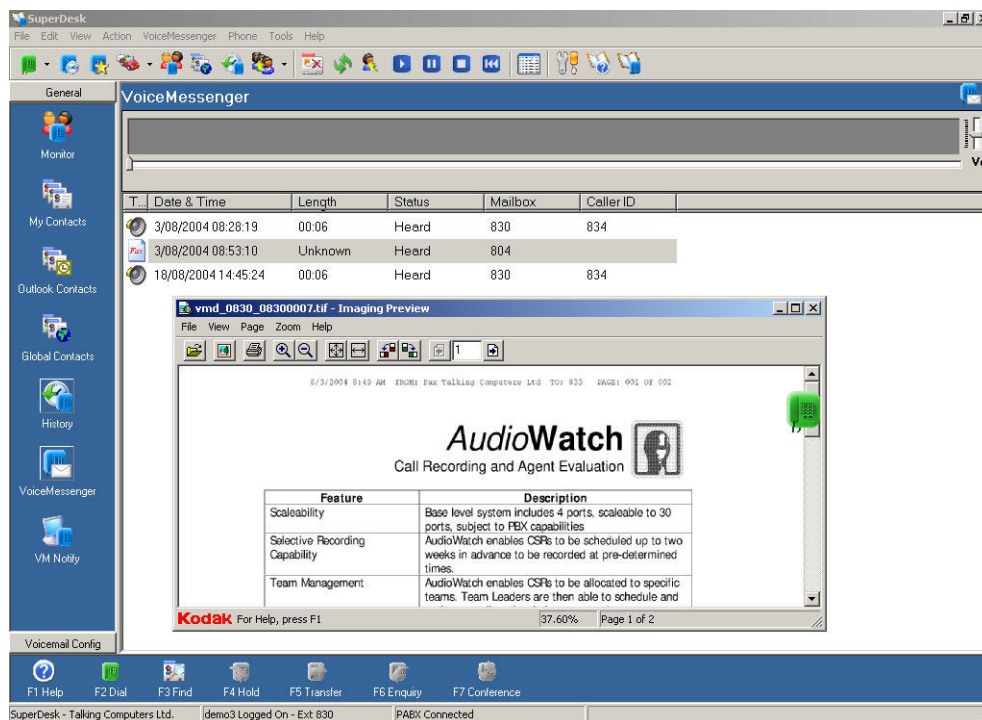 SuperDesk
File Edit View Action VoiceMessenger Phone Tools Help
General
VoiceMessenger
Monitor
My Contacts
Outlook Contacts
Global Contacts
History
VoiceMessenger
VM Notify
Voicemail Config
T... Date & Time Length Status Mailbox Caller ID
3/08/2004 08:28:19 00:06 Heard 830 834
Fax 3/08/2004 08:53:10 Unknown Heard 804
18/08/2004 14:45:24 00:06 Heard 830 834
vmd_0830_08300007.tif - Imaging Preview
File View Page Zoom Help
1
8/3/2004 8:49 AM FROM: Fax Talking Computers Ltd TO: 833 PAGE: 001 OF 002
AudioWatch
Call Recording and Agent Evaluation
Feature Description
Scaleability Base level system includes 4 ports, scaleable to 30
ports, subject to PBX capabilities
Selective Recording AudioWatch enables CSRs to be scheduled up to two
Capability weeks in advance to be recorded at pre-determined
times.
Team Management AudioWatch enables CSRs to be allocated to specific
teams. Team Leaders are then able to schedule and
Kodak For Help, press F1 37.60% Page 1 of 2
F1 Help F2 Dial F3 Find F4 Hold F5 Transfer F6 Enquiry F7 Conference
SuperDesk - Talking Computers Ltd. demo3 Logged On - Ext 830 PABX Connected